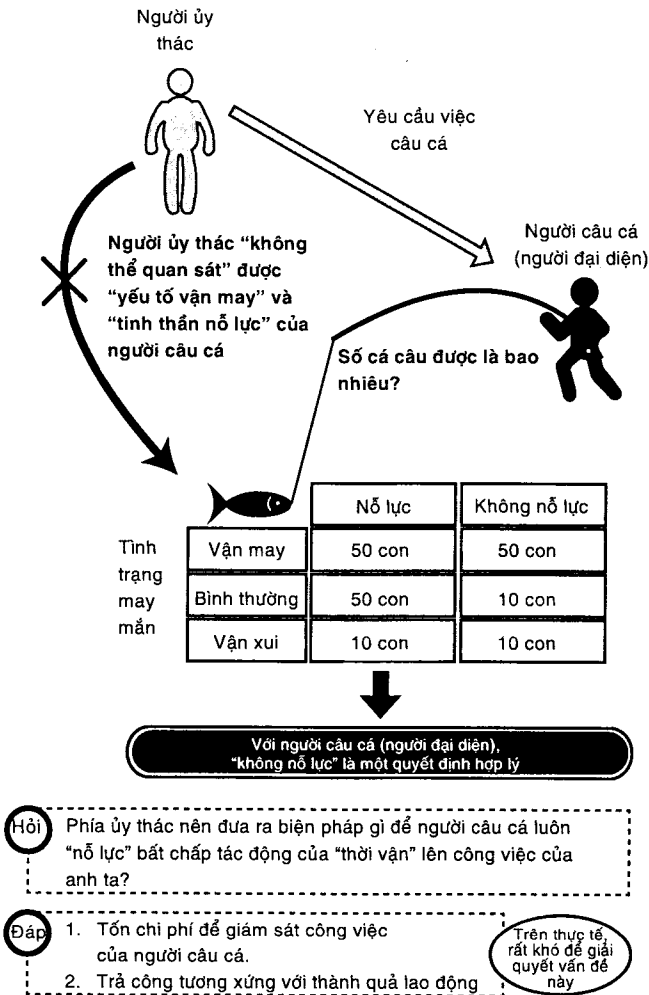 Người ủy
thác
Yêu cầu việc
câu cá
Người câu cá
(người đại diện)
Người ủy thác “không
thể quan sát” được
“yếu tố vận may” và
“tinh thần nỗ lực” của
người câu cá
Số cá câu được là bao
nhiêu?
Nỗ lực Không nỗ lực
Tình
trạng
may
mắn
Vận may 50 con 50 con
Bình thường 50 con 10 con
Vận xui 10 con 10 con
Với người câu cá (người đại diện),
“không nỗ lực” là một quyết định hợp lý
Hỏi
Phía ủy thác nên đưa ra biện pháp gì để người câu cá luôn
“nỗ lực” bất chấp tác động của “thời vận” lên công việc của
anh ta?
Đáp
1. Tốn chi phí để giám sát công việc
của người câu cá.
2. Trả công tương xứng với thành quả lao động
Trên thực tế,
rất khó để giải
quyết vấn đề
này